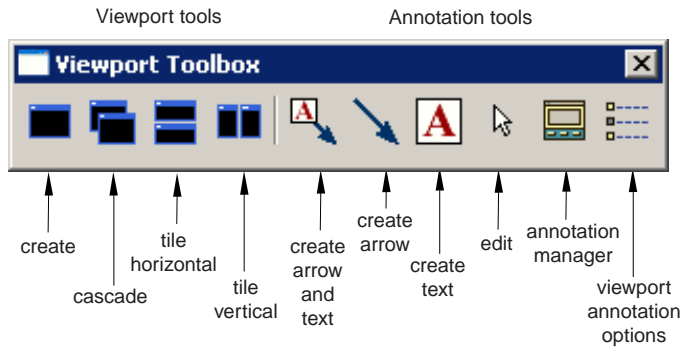 Viewport tools
Annotation tools
Viewport Toolbox
A
A
create
cascade
tile
horizontal
tile
vertical
create
arrow
and
text
create
arrow
create
text
edit
annotation
manager
viewport
annotation
options